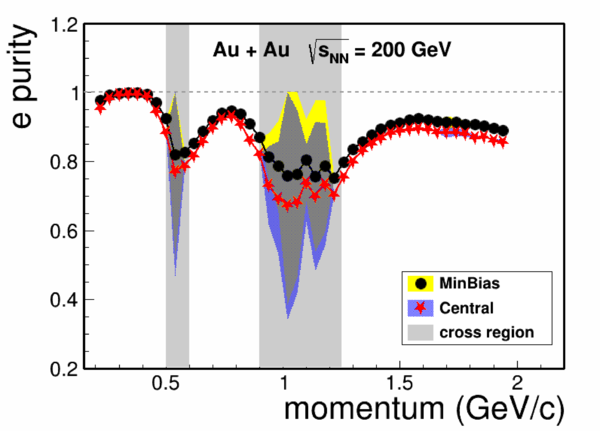 e purity
1.2
1
0.8
0.6
0.4
0.2
Au + Au √sNN = 200 GeV
MinBias
Central
cross region
0.5 1 1.5 2
momentum (GeV/c)